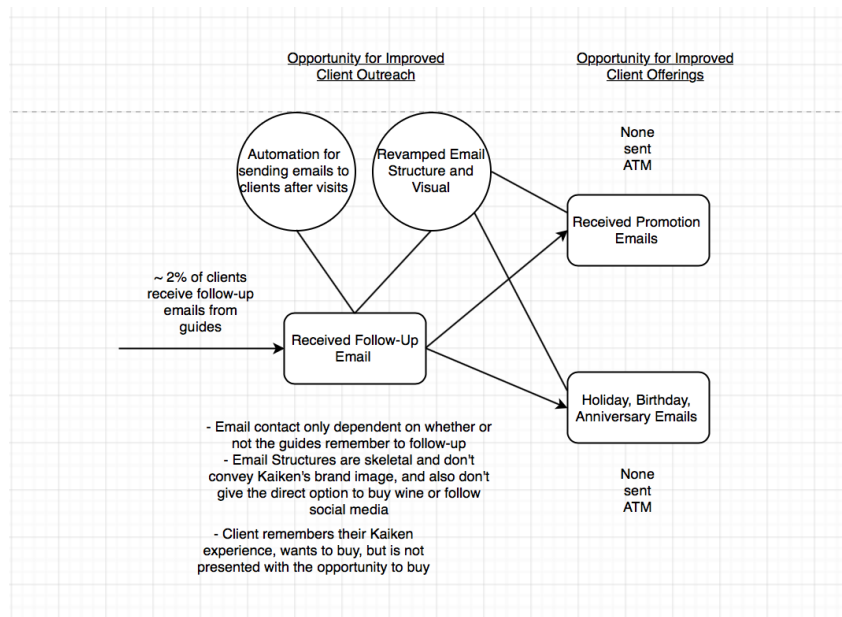 Opportunity for Improved
Client Outreach
Opportunity for Improved
Client Offerings
Automation for
sending emails to
clients after visits
Revamped Email
Structure and
Visual
None
sent
ATM
Received Promotion
Emails
~ 2% of clients
receive follow-up
emails from
guides
Received Follow-Up
Email
Holiday, Birthday,
Anniversary Emails
- Email contact only dependent on whether or
not the guides remember to follow-up
- Email Structures are skeletal and don't
convey Kaiken's brand image, and also don't
give the direct option to buy wine or follow
social media
- Client remembers their Kaiken
experience, wants to buy, but is not
presented with the opportunity to buy
None
sent
ATM